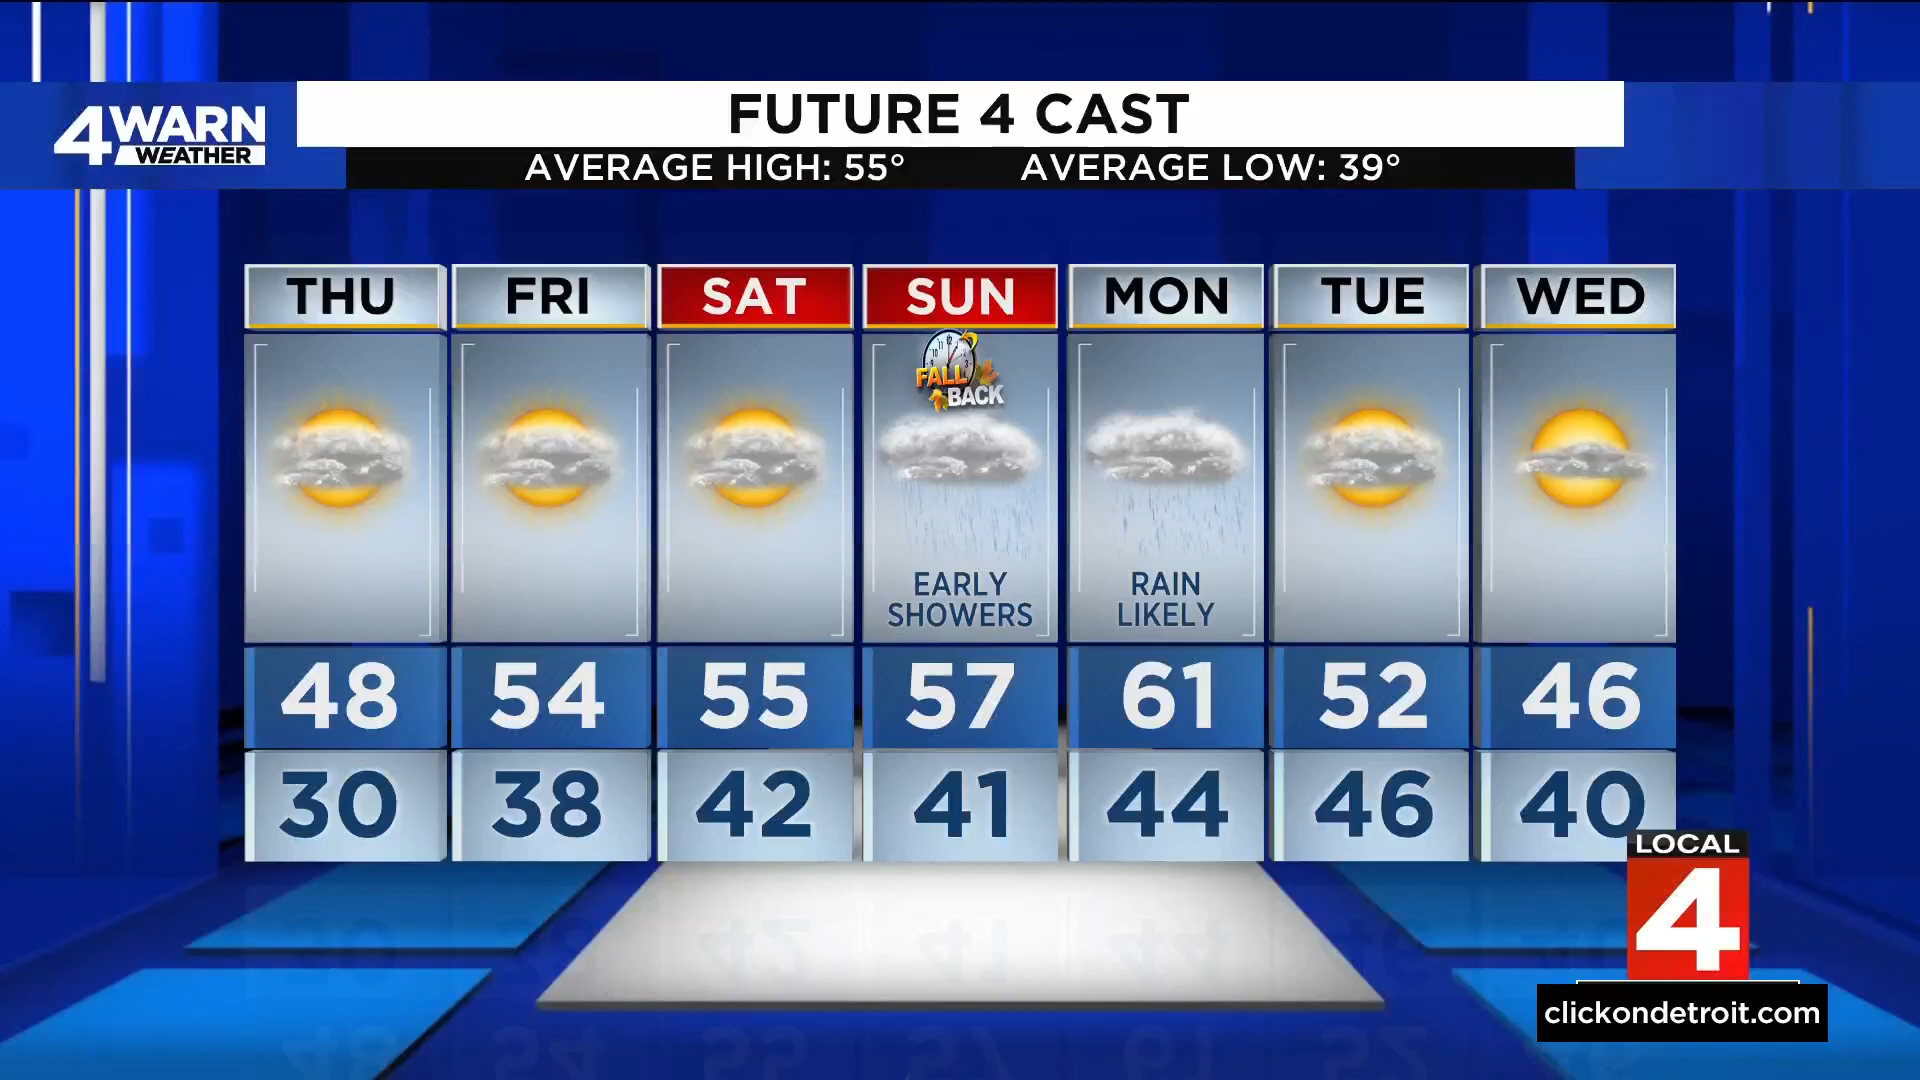 FUTURE 4 CAST
4WARN
WEATHER
AVERAGE HIGH: 55° AVERAGE LOW: 39°
THU FRI SAT SUN MON TUE WED
FALL
BACK
EARLY
SHOWERS
RAIN
LIKELY
48 54 55 57 61 52 46
30 38 42 41 44 46 40
LOCAL
4
clickondetroit.com